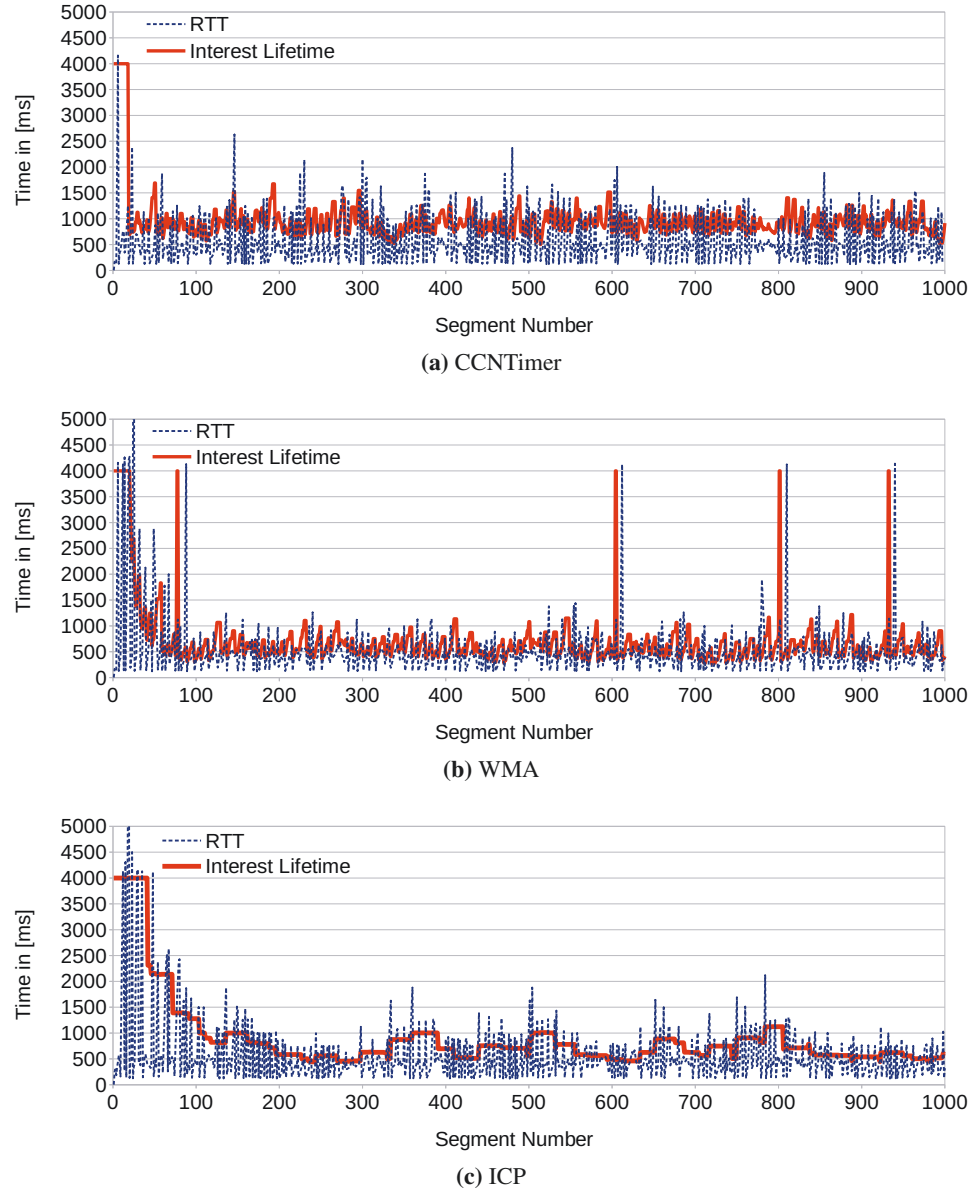 5000
4500
4000
3500
3000
2500
2000
1500
1000
500
0
Time in [ms]
RTT
Interest Lifetime
0 100 200 300 400 500 600 700 800 900 1000
Segment Number
(a) CCNTimer
5000
4500
4000
3500
3000
2500
2000
1500
1000
500
0
Time in [ms]
RTT
Interest Lifetime
0 100 200 300 400 500 600 700 800 900 1000
Segment Number
(b) WMA
5000
4500
4000
3500
3000
2500
2000
1500
1000
500
0
Time in [ms]
RTT
Interest Lifetime
0 100 200 300 400 500 600 700 800 900 1000
Segment Number
(c) ICP